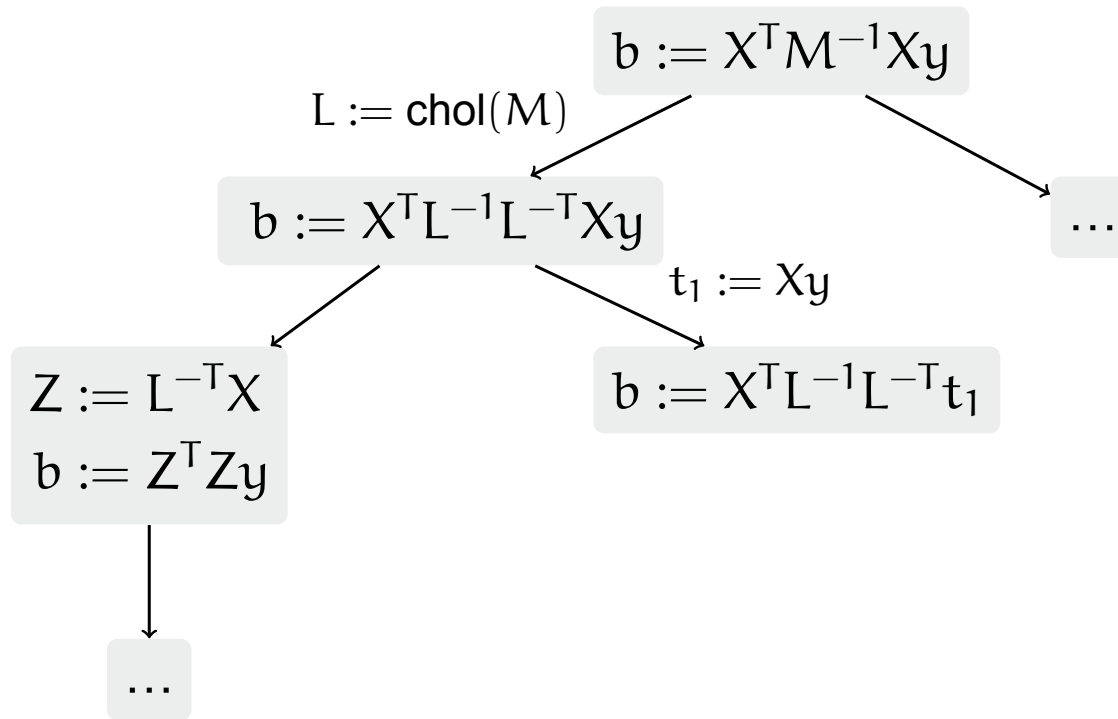 b := XᵀM⁻¹Xy
L := chol(M)
b := XᵀL⁻¹L⁻ᵀXy
...
t₁ := Xy
Z := L⁻ᵀX
b := ZᵀZy
b := XᵀL⁻¹L⁻ᵀt₁
...